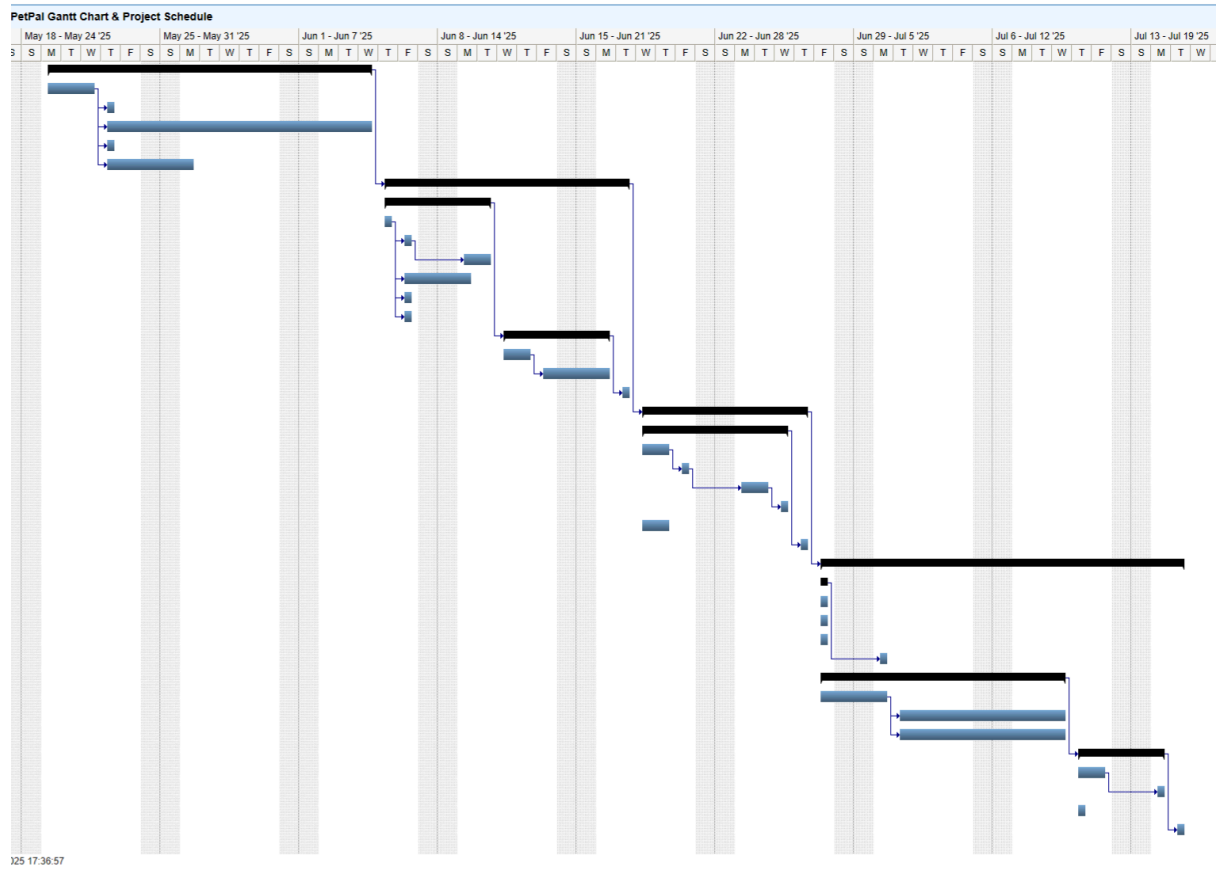 PetPal Gantt Chart & Project Schedule
May 18 - May 24 '25 May 25 - May 31 '25 Jun 1 - Jun 7 '25 Jun 8 - Jun 14 '25 Jun 15 - Jun 21 '25 Jun 22 - Jun 28 '25 Jun 29 - Jul 5 '25 Jul 6 - Jul 12 '25 Jul 13 - Jul 19 '25
S S M T W T F S S M T W T F S S M T W T F S S M T W T F S S M T W T F S S M T W T F S S M T W T F S S M T W T F S S M T W
025 17:36:57